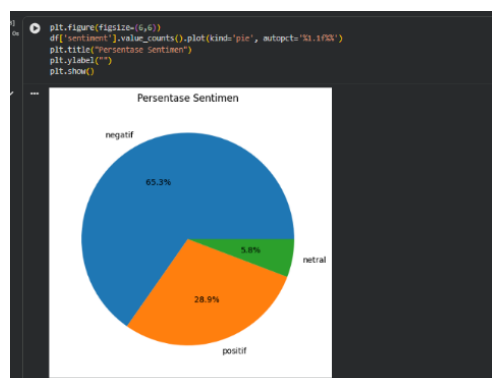 plt.figure(figsize=(6,6))
df['sentiment'].value_counts().plot(kind='pie', autopct='%1.1f%%')
plt.title("Persentase Sentimen")
plt.ylabel("")
plt.show()
Persentase Sentimen
negatif
65.3%
5.8%
netral
28.9%
positif